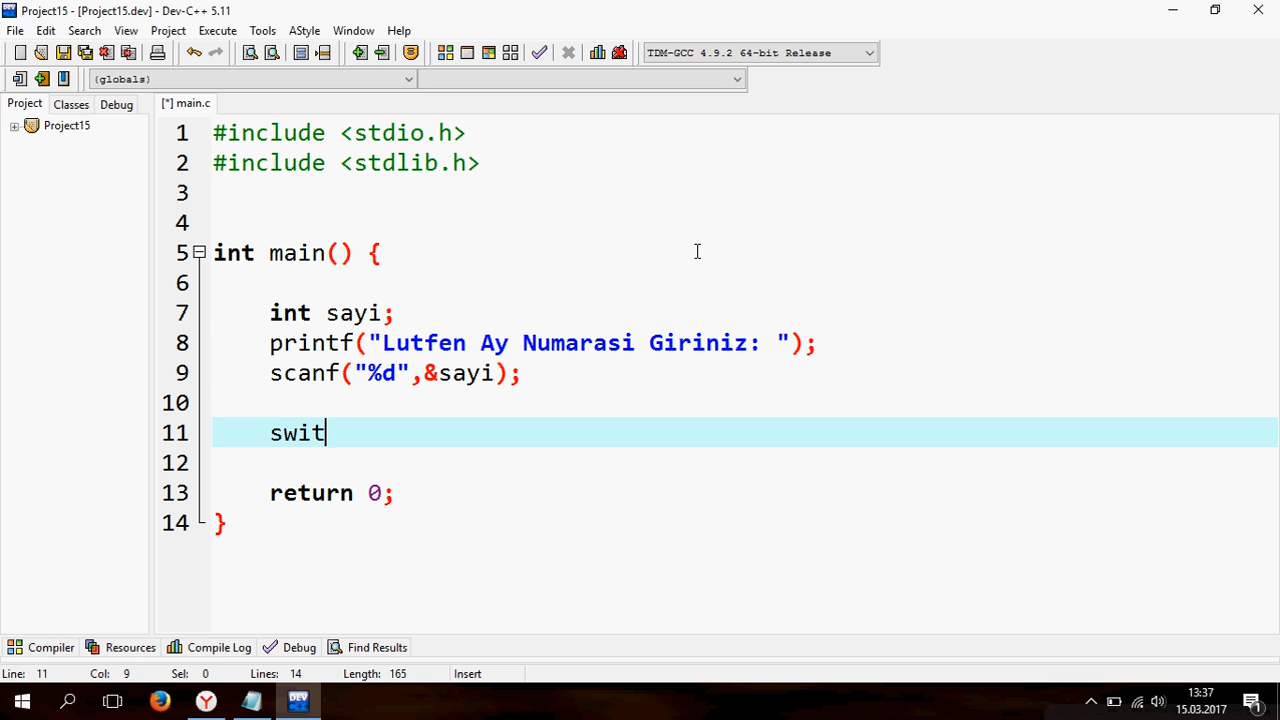 Project15 - [Project15.dev] - Dev-C++ 5.11
File Edit Search View Project Execute Tools AStyle Window Help
TDM-GCC 4.9.2 64-bit Release
(globals)
Project Classes Debug [*] main.c
Project15
1 #include <stdio.h>
2 #include <stdlib.h>
3
4
5 int main() {
6
7 int sayi;
8 printf("Lutfen Ay Numarasi Giriniz: ");
9 scanf("%d",&sayi);
10
11 swit
12
13 return 0;
14 }
Compiler Resources Compile Log Debug Find Results
Line: 11 Col: 9 Sel: 0 Lines: 14 Length: 165 Insert
DEV
13:37
15.03.2017
1